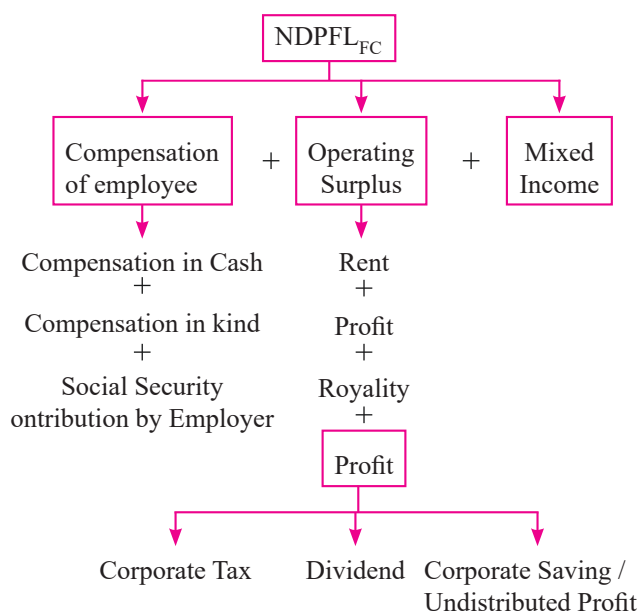 NDPFL_FC
Compensation of employee + Operating Surplus + Mixed Income
Compensation in Cash
+
Compensation in kind
+
Social Security
ontribution by Employer
Rent
+
Profit
+
Royality
+
Profit
Corporate Tax
Dividend
Corporate Saving /
Undistributed Profit